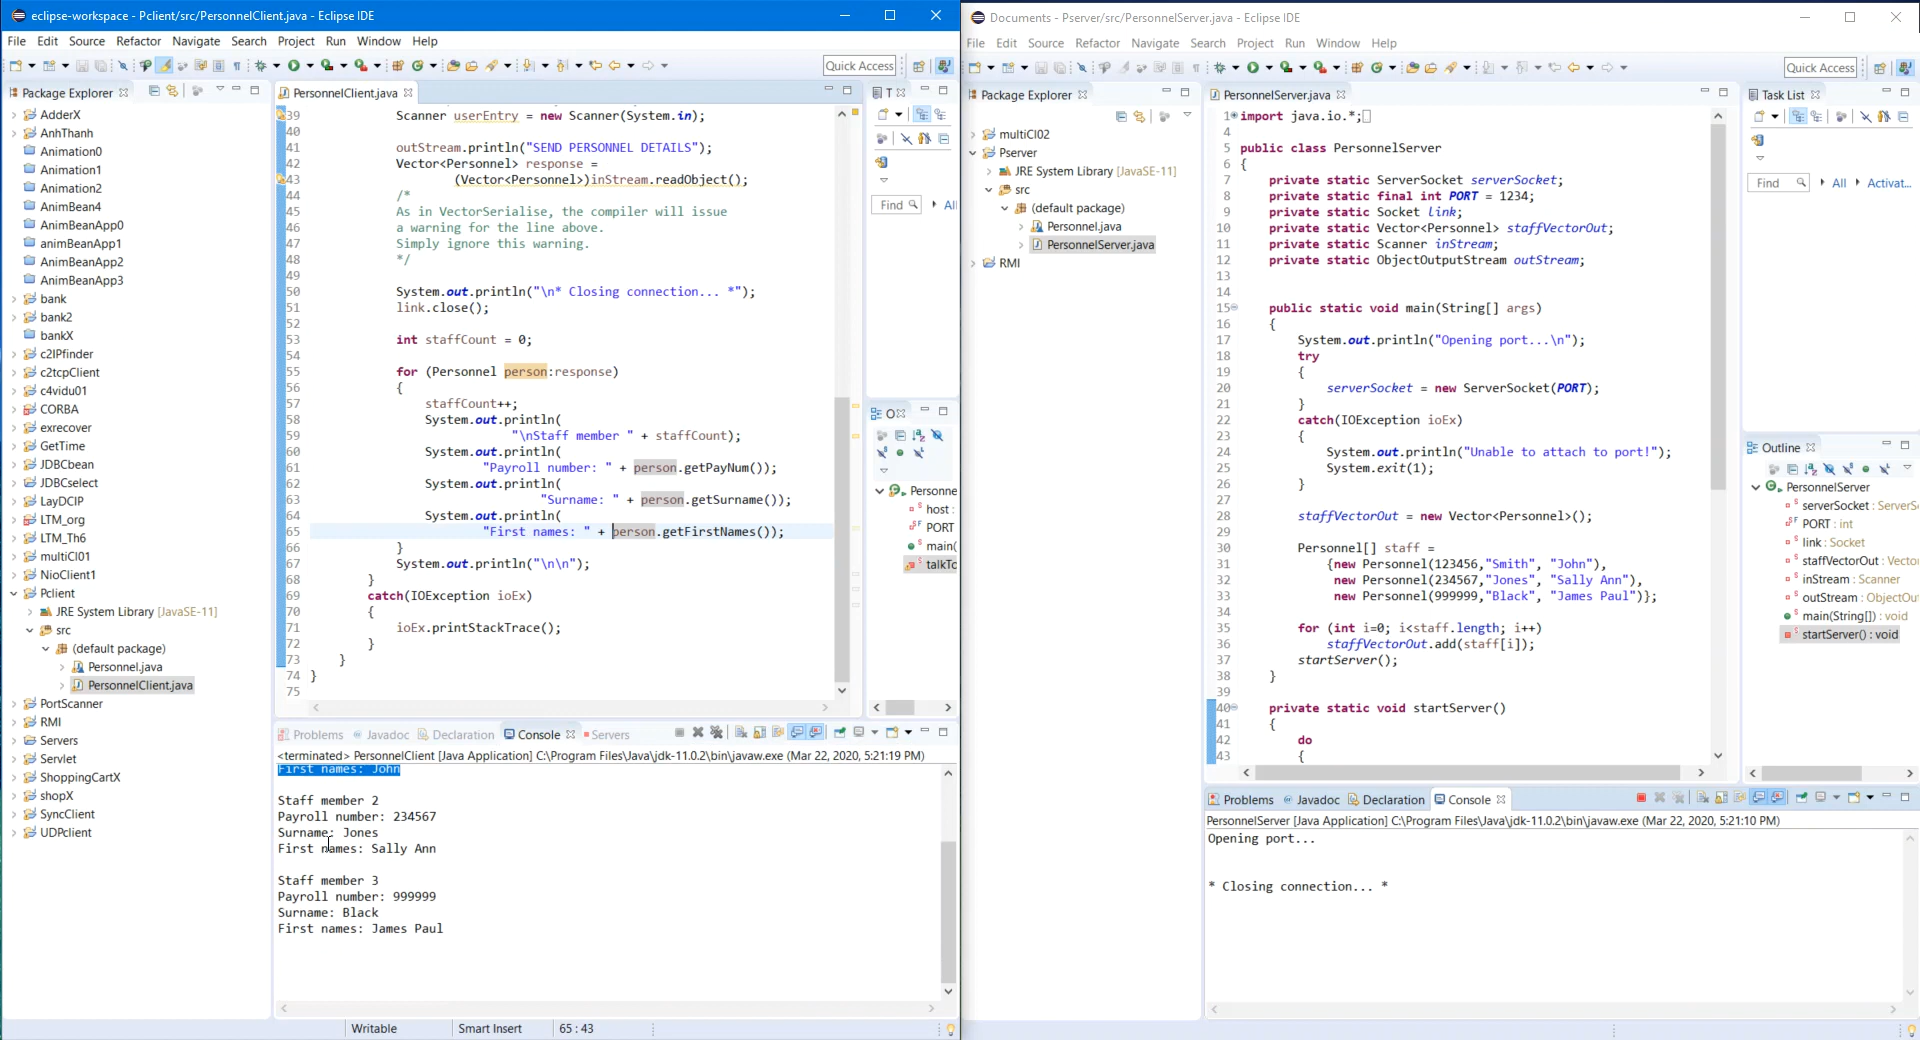 eclipse-workspace - Pclient/src/PersonnelClient.java - Eclipse IDE
File Edit Source Refactor Navigate Search Project Run Window Help
Quick Access
Package Explorer
AdderX
AnhThanh
Animation0
Animation1
Animation2
AnimBean4
AnimBeanApp0
animBeanApp1
AnimBeanApp2
AnimBeanApp3
bank
bank2
bankX
c2IPfinder
c2tcpClient
c4vidu01
CORBA
exrecover
GetTime
JDBCbean
JDBCselect
LayDCIP
LTM_org
LTM_Th6
multiCl01
NioClient1
Pclient
JRE System Library [JavaSE-11]
src
(default package)
Personnel.java
PersonnelClient.java
PortScanner
RMI
Servers
Servlet
ShoppingCartX
shopX
SyncClient
UDPclient
PersonnelClient.java
39 Scanner userEntry = new Scanner(System.in);
40
41 outStream.println("SEND PERSONNEL DETAILS");
42 Vector<Personnel> response =
43 (Vector<Personnel>)inStream.readObject();
44 /*
45 As in VectorSerialise, the compiler will issue
46 a warning for the line above.
47 Simply ignore this warning.
48 */
49
50 System.out.println("\n* Closing connection... *");
51 link.close();
52
53 int staffCount = 0;
54
55 for (Personnel person:response)
56 {
57 staffCount++;
58 System.out.println(
59 "\nStaff member " + staffCount);
60 System.out.println(
61 "Payroll number: " + person.getPayNum());
62 System.out.println(
63 "Surname: " + person.getSurname());
64 System.out.println(
65 "First names: " + person.getFirstNames());
66 }
67 System.out.println("\n\n");
68 }
69 catch(IOException ioEx)
70 {
71 ioEx.printStackTrace();
72 }
73 }
74 }
75
T
Find All
O
Personne
host :
PORT
main(
talkTo
Problems Javadoc Declaration Console Servers
<terminated> PersonnelClient [Java Application] C:\Program Files\Java\jdk-11.0.2\bin\javaw.exe (Mar 22, 2020, 5:21:19 PM)
First names: John
Staff member 2
Payroll number: 234567
Surname: Jones
First names: Sally Ann
Staff member 3
Payroll number: 999999
Surname: Black
First names: James Paul
Writable Smart Insert 65 : 43
Documents - Pserver/src/PersonnelServer.java - Eclipse IDE
File Edit Source Refactor Navigate Search Project Run Window Help
Quick Access
Package Explorer
multiCl02
Pserver
JRE System Library [JavaSE-11]
src
(default package)
Personnel.java
PersonnelServer.java
RMI
PersonnelServer.java
1 import java.io.*;
4
5 public class PersonnelServer
6 {
7 private static ServerSocket serverSocket;
8 private static final int PORT = 1234;
9 private static Socket link;
10 private static Vector<Personnel> staffVectorOut;
11 private static Scanner inStream;
12 private static ObjectOutputStream outStream;
13
14
15 public static void main(String[] args)
16 {
17 System.out.println("Opening port...\n");
18 try
19 {
20 serverSocket = new ServerSocket(PORT);
21 }
22 catch(IOException ioEx)
23 {
24 System.out.println("Unable to attach to port!");
25 System.exit(1);
26 }
27
28 staffVectorOut = new Vector<Personnel>();
29
30 Personnel[] staff =
31 {new Personnel(123456,"Smith", "John"),
32 new Personnel(234567,"Jones", "Sally Ann"),
33 new Personnel(999999,"Black", "James Paul")};
34
35 for (int i=0; i<staff.length; i++)
36 staffVectorOut.add(staff[i]);
37 startServer();
38 }
39
40 private static void startServer()
41 {
42 do
43 {
Task List
Find All Activat...
Outline
PersonnelServer
serverSocket : ServerS
PORT : int
link : Socket
staffVectorOut : Vecto
inStream : Scanner
outStream : ObjectOu
main(String[]) : void
startServer() : void
Problems Javadoc Declaration Console
PersonnelServer [Java Application] C:\Program Files\Java\jdk-11.0.2\bin\javaw.exe (Mar 22, 2020, 5:21:10 PM)
Opening port...
* Closing connection... *